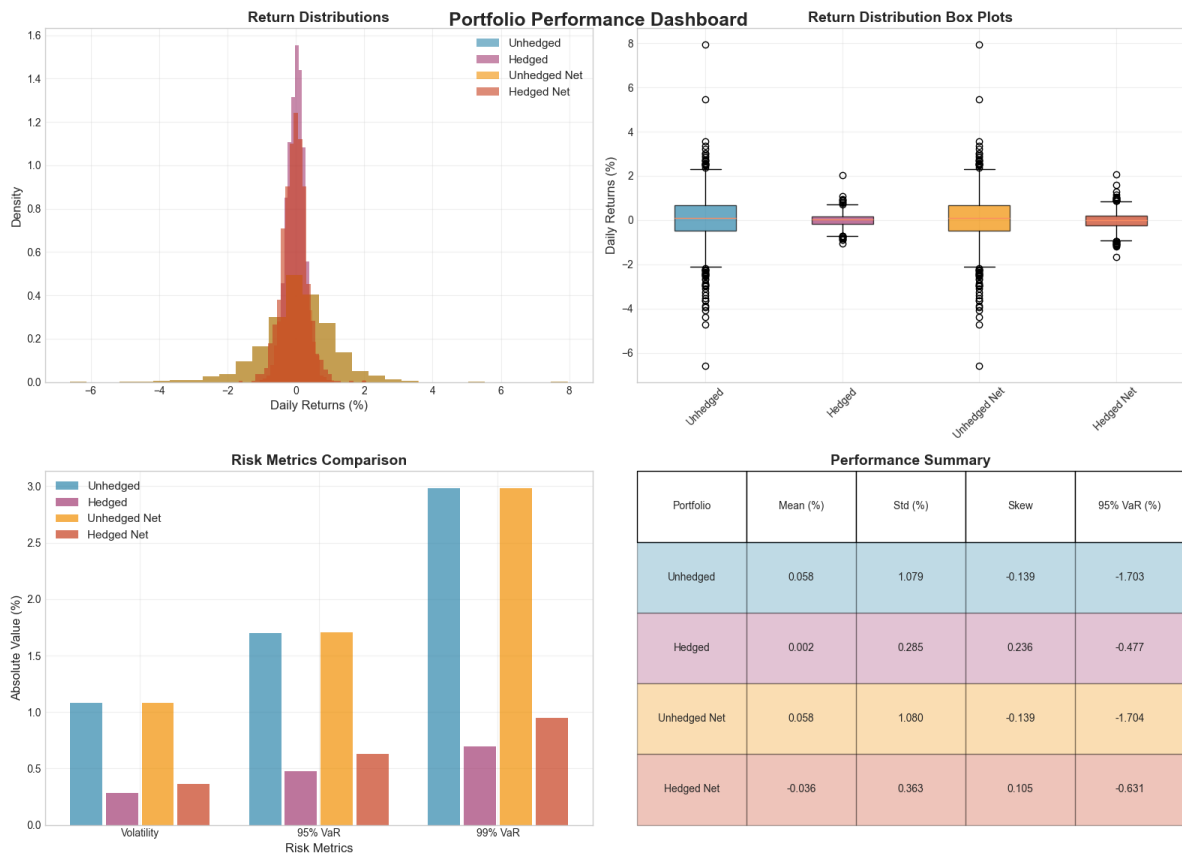 Portfolio Performance Dashboard
Return Distributions
Unhedged
Hedged
Unhedged Net
Hedged Net
Density
1.6
1.4
1.2
1.0
0.8
0.6
0.4
0.2
0.0
−6 −4 −2 0 2 4 6 8
Daily Returns (%)
Return Distribution Box Plots
Daily Returns (%)
8
6
4
2
0
−2
−4
−6
Unhedged
Hedged
Unhedged Net
Hedged Net
Risk Metrics Comparison
Unhedged
Hedged
Unhedged Net
Hedged Net
Absolute Value (%)
3.0
2.5
2.0
1.5
1.0
0.5
0.0
Volatility 95% VaR 99% VaR
Risk Metrics
Performance Summary
Portfolio Mean (%) Std (%) Skew 95% VaR (%)
Unhedged 0.058 1.079 -0.139 -1.703
Hedged 0.002 0.285 0.236 -0.477
Unhedged Net 0.058 1.080 -0.139 -1.704
Hedged Net -0.036 0.363 0.105 -0.631